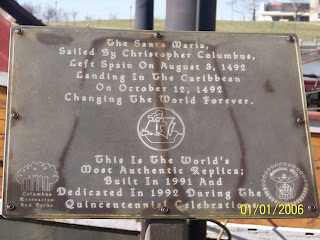 The Santa Maria,
Sailed By Christopher Columbus,
Left Spain On August 3, 1492
Landing In The Caribbean
On October 12, 1492
Changing The World Forever.
This Is The World's
Most Authentic Replica;
Built In 1991 And
Dedicated In 1992 During The
Quincentennial Celebration
Columbus
Recreation
And Parks
01/01/2006